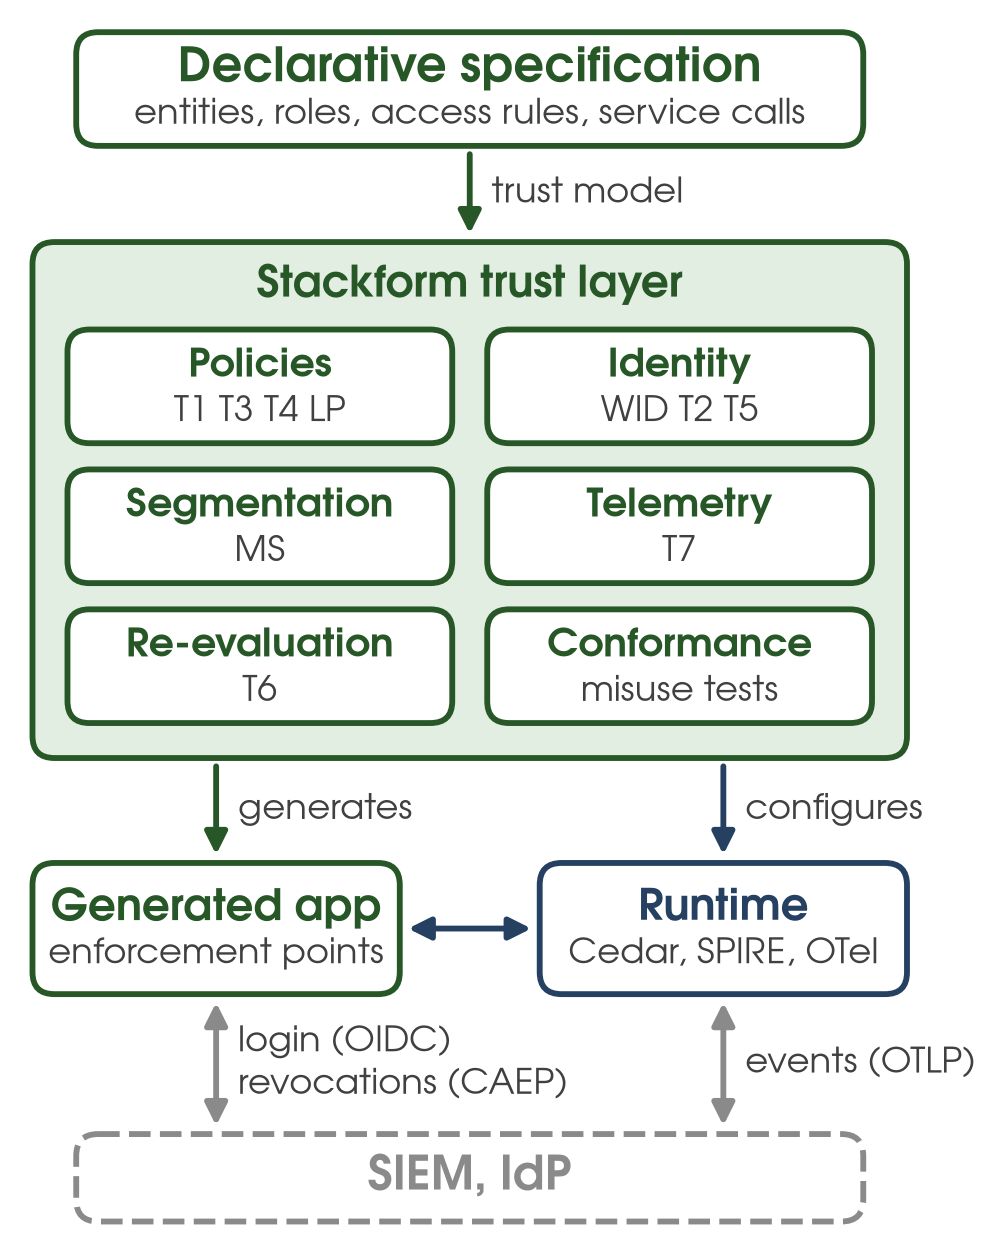 Declarative specification
entities, roles, access rules, service calls
trust model
Stackform trust layer
Policies
T1 T3 T4 LP
Identity
WID T2 T5
Segmentation
MS
Telemetry
T7
Re-evaluation
T6
Conformance
misuse tests
generates
configures
Generated app
enforcement points
Runtime
Cedar, SPIRE, OTel
login (OIDC)
revocations (CAEP)
events (OTLP)
SIEM, IdP